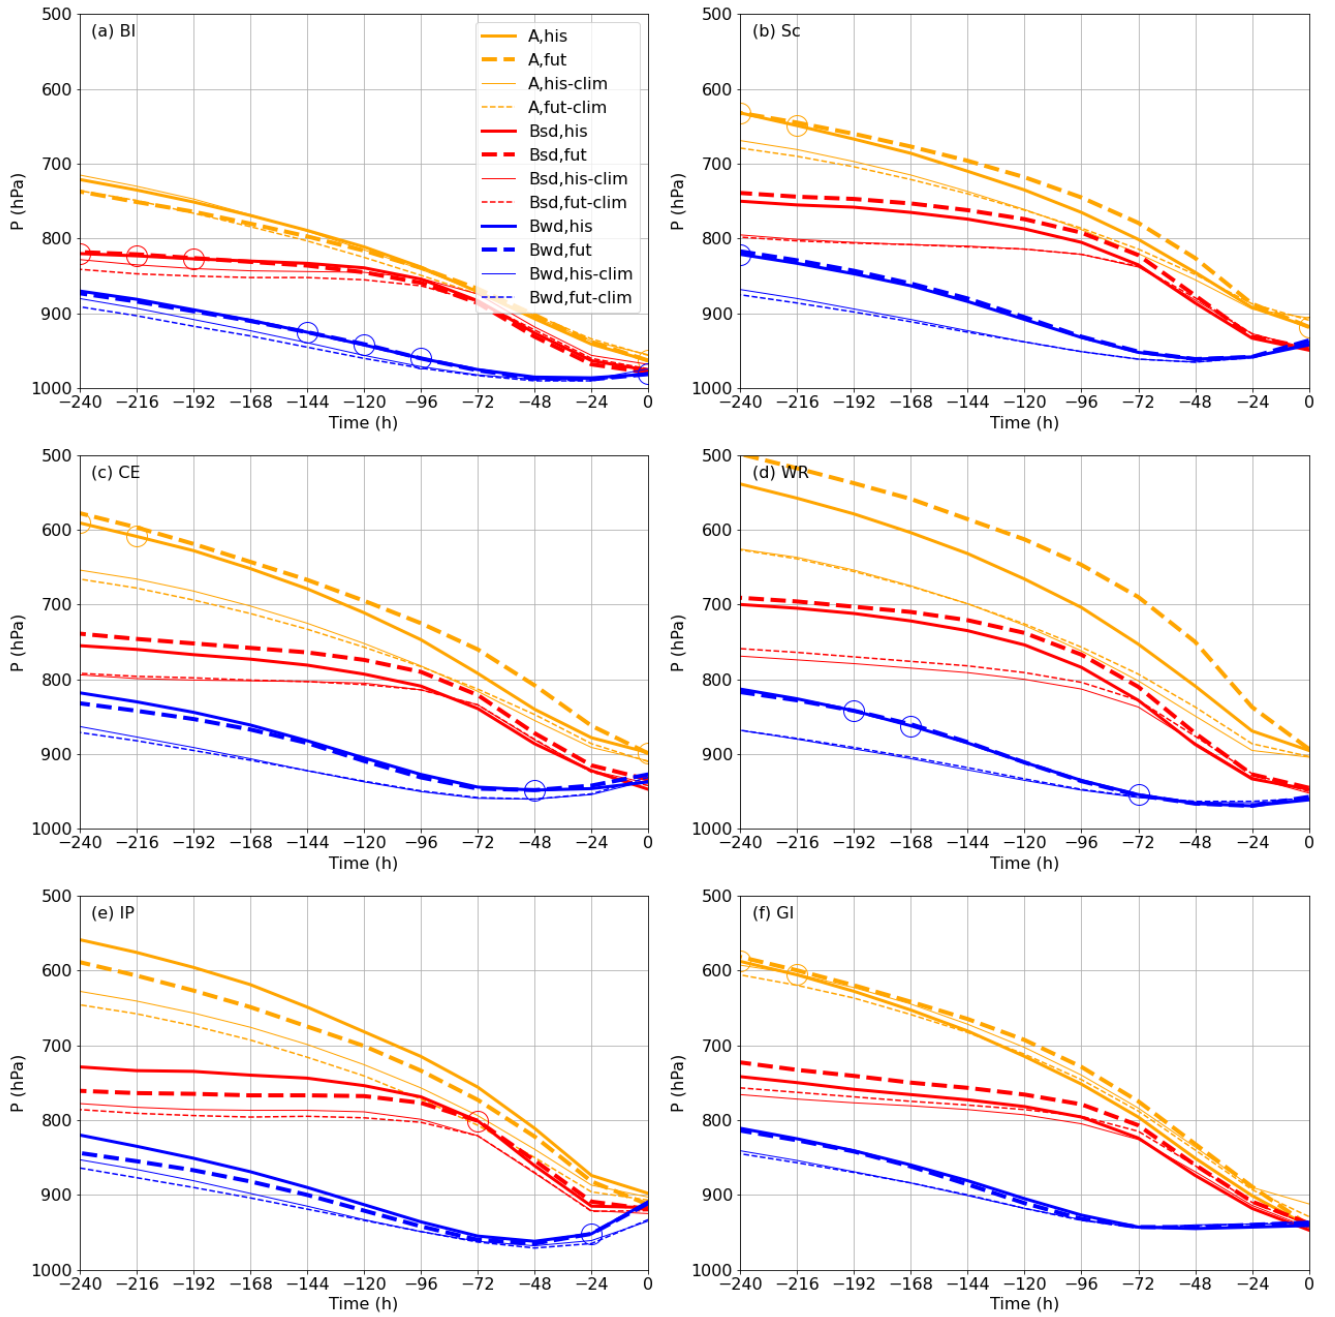 (a) BI
A,his
A,fut
A,his-clim
A,fut-clim
Bsd,his
Bsd,fut
Bsd,his-clim
Bsd,fut-clim
Bwd,his
Bwd,fut
Bwd,his-clim
Bwd,fut-clim
500
600
700
800
900
1000
P (hPa)
−240 −216 −192 −168 −144 −120 −96 −72 −48 −24 0
Time (h)
(b) Sc
500
600
700
800
900
1000
P (hPa)
−240 −216 −192 −168 −144 −120 −96 −72 −48 −24 0
Time (h)
(c) CE
500
600
700
800
900
1000
P (hPa)
−240 −216 −192 −168 −144 −120 −96 −72 −48 −24 0
Time (h)
(d) WR
500
600
700
800
900
1000
P (hPa)
−240 −216 −192 −168 −144 −120 −96 −72 −48 −24 0
Time (h)
(e) IP
500
600
700
800
900
1000
P (hPa)
−240 −216 −192 −168 −144 −120 −96 −72 −48 −24 0
Time (h)
(f) GI
500
600
700
800
900
1000
P (hPa)
−240 −216 −192 −168 −144 −120 −96 −72 −48 −24 0
Time (h)